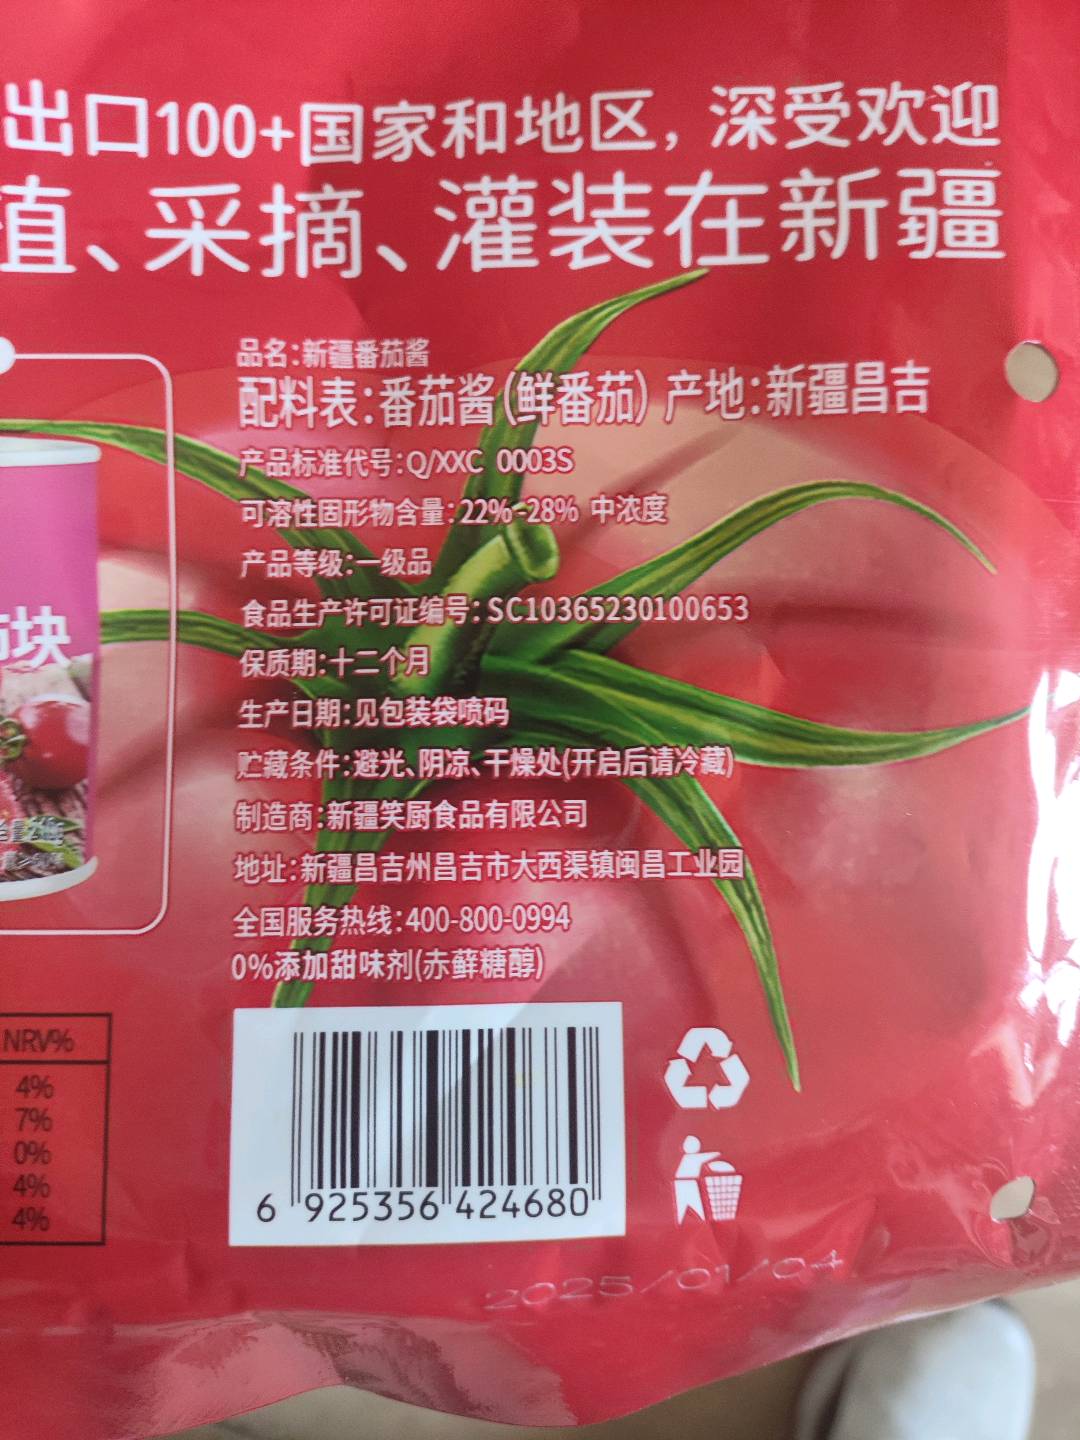 出口100+国家和地区，深受欢迎
、采摘、灌装在新疆
品名：新疆番茄酱
配料表：番茄酱（鲜番茄）产地：新疆昌吉
产品标准代号：Q/XXC 0003S
可溶性固形物含量：22%-28% 中浓度
产品等级：一级品
食品生产许可证编号：SC10365230100653
保质期：十二个月
生产日期：见包装袋喷码
贮藏条件：避光、阴凉、干燥处(开启后请冷藏)
制造商：新疆笑厨食品有限公司
地址：新疆昌吉州昌吉市大西渠镇闽昌工业园
全国服务热线：400-800-0994
0%添加甜味剂(赤藓糖醇)
块
NRV%
4%
7%
0%
4%
4%
6 925356 424680
2025/01/04